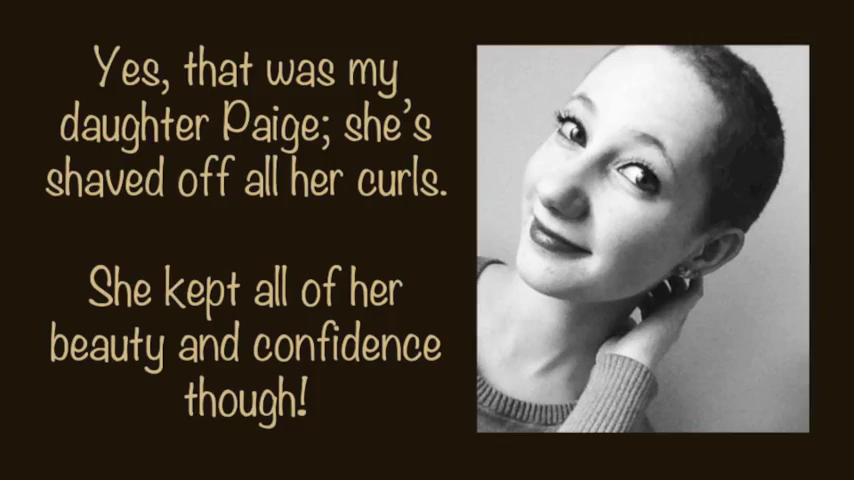 Yes, that was my
daughter Paige; she's
shaved off all her curls.
She kept all of her
beauty and confidence
though!